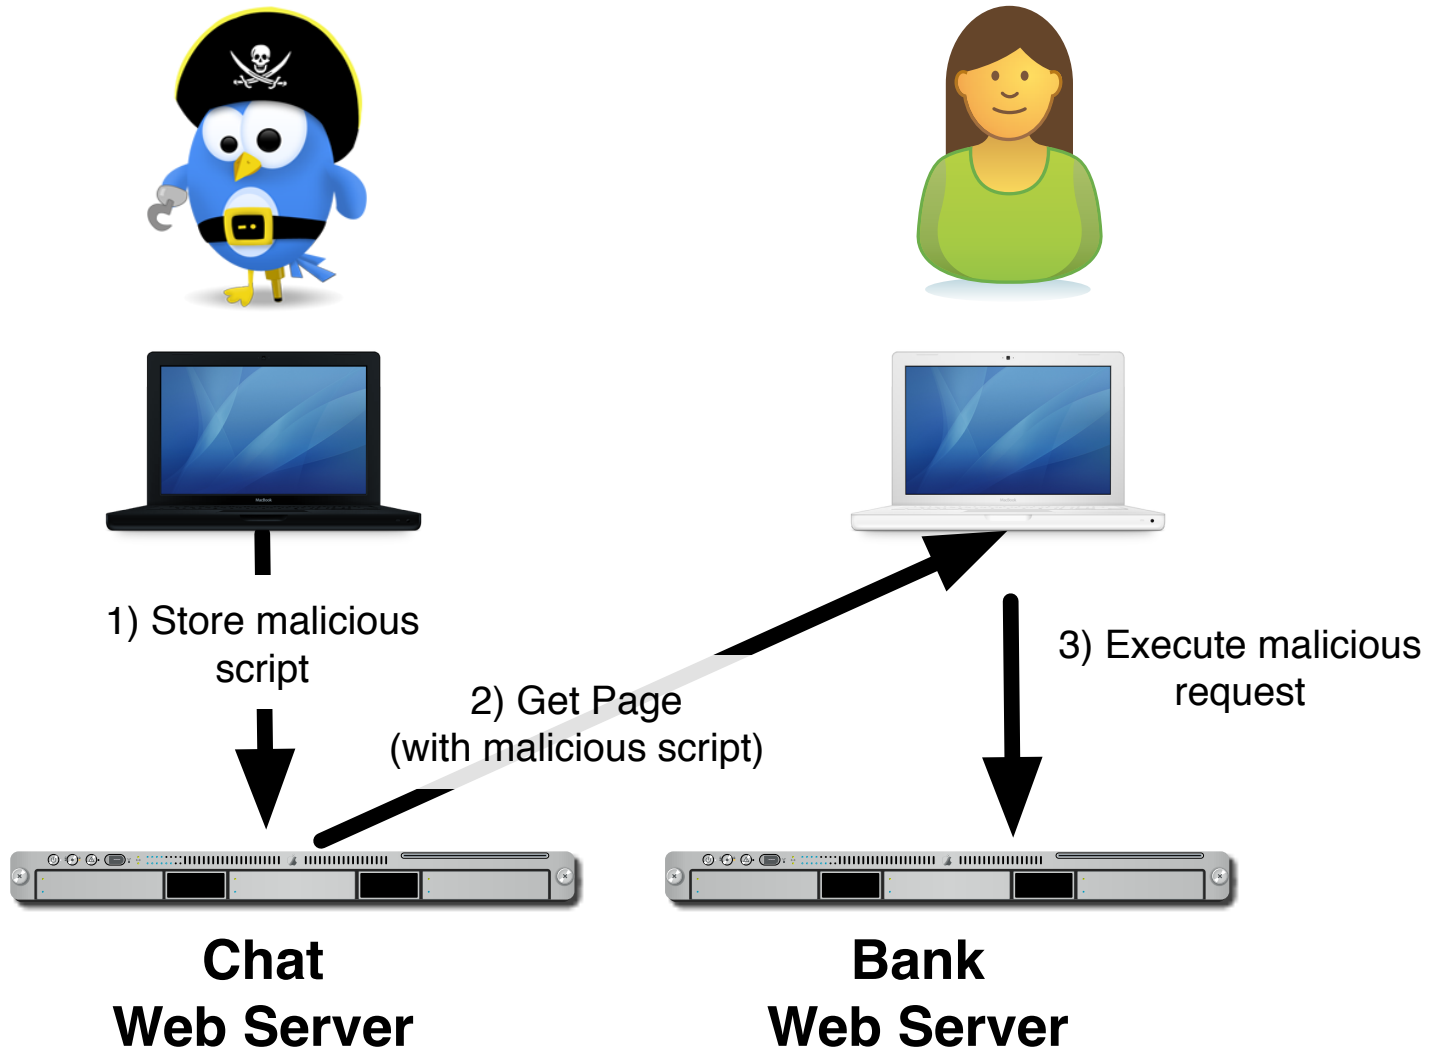 MacBook
1) Store malicious
script
2) Get Page
(with malicious script)
3) Execute malicious
request
Chat
Web Server
Bank
Web Server